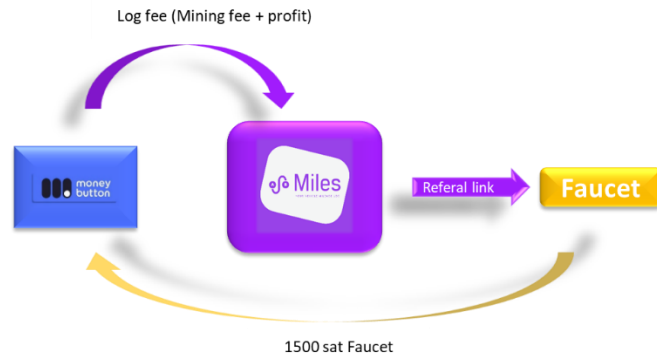 Log fee (Mining fee + profit)
money
button
Miles
Referal link
Faucet
1500 sat Faucet